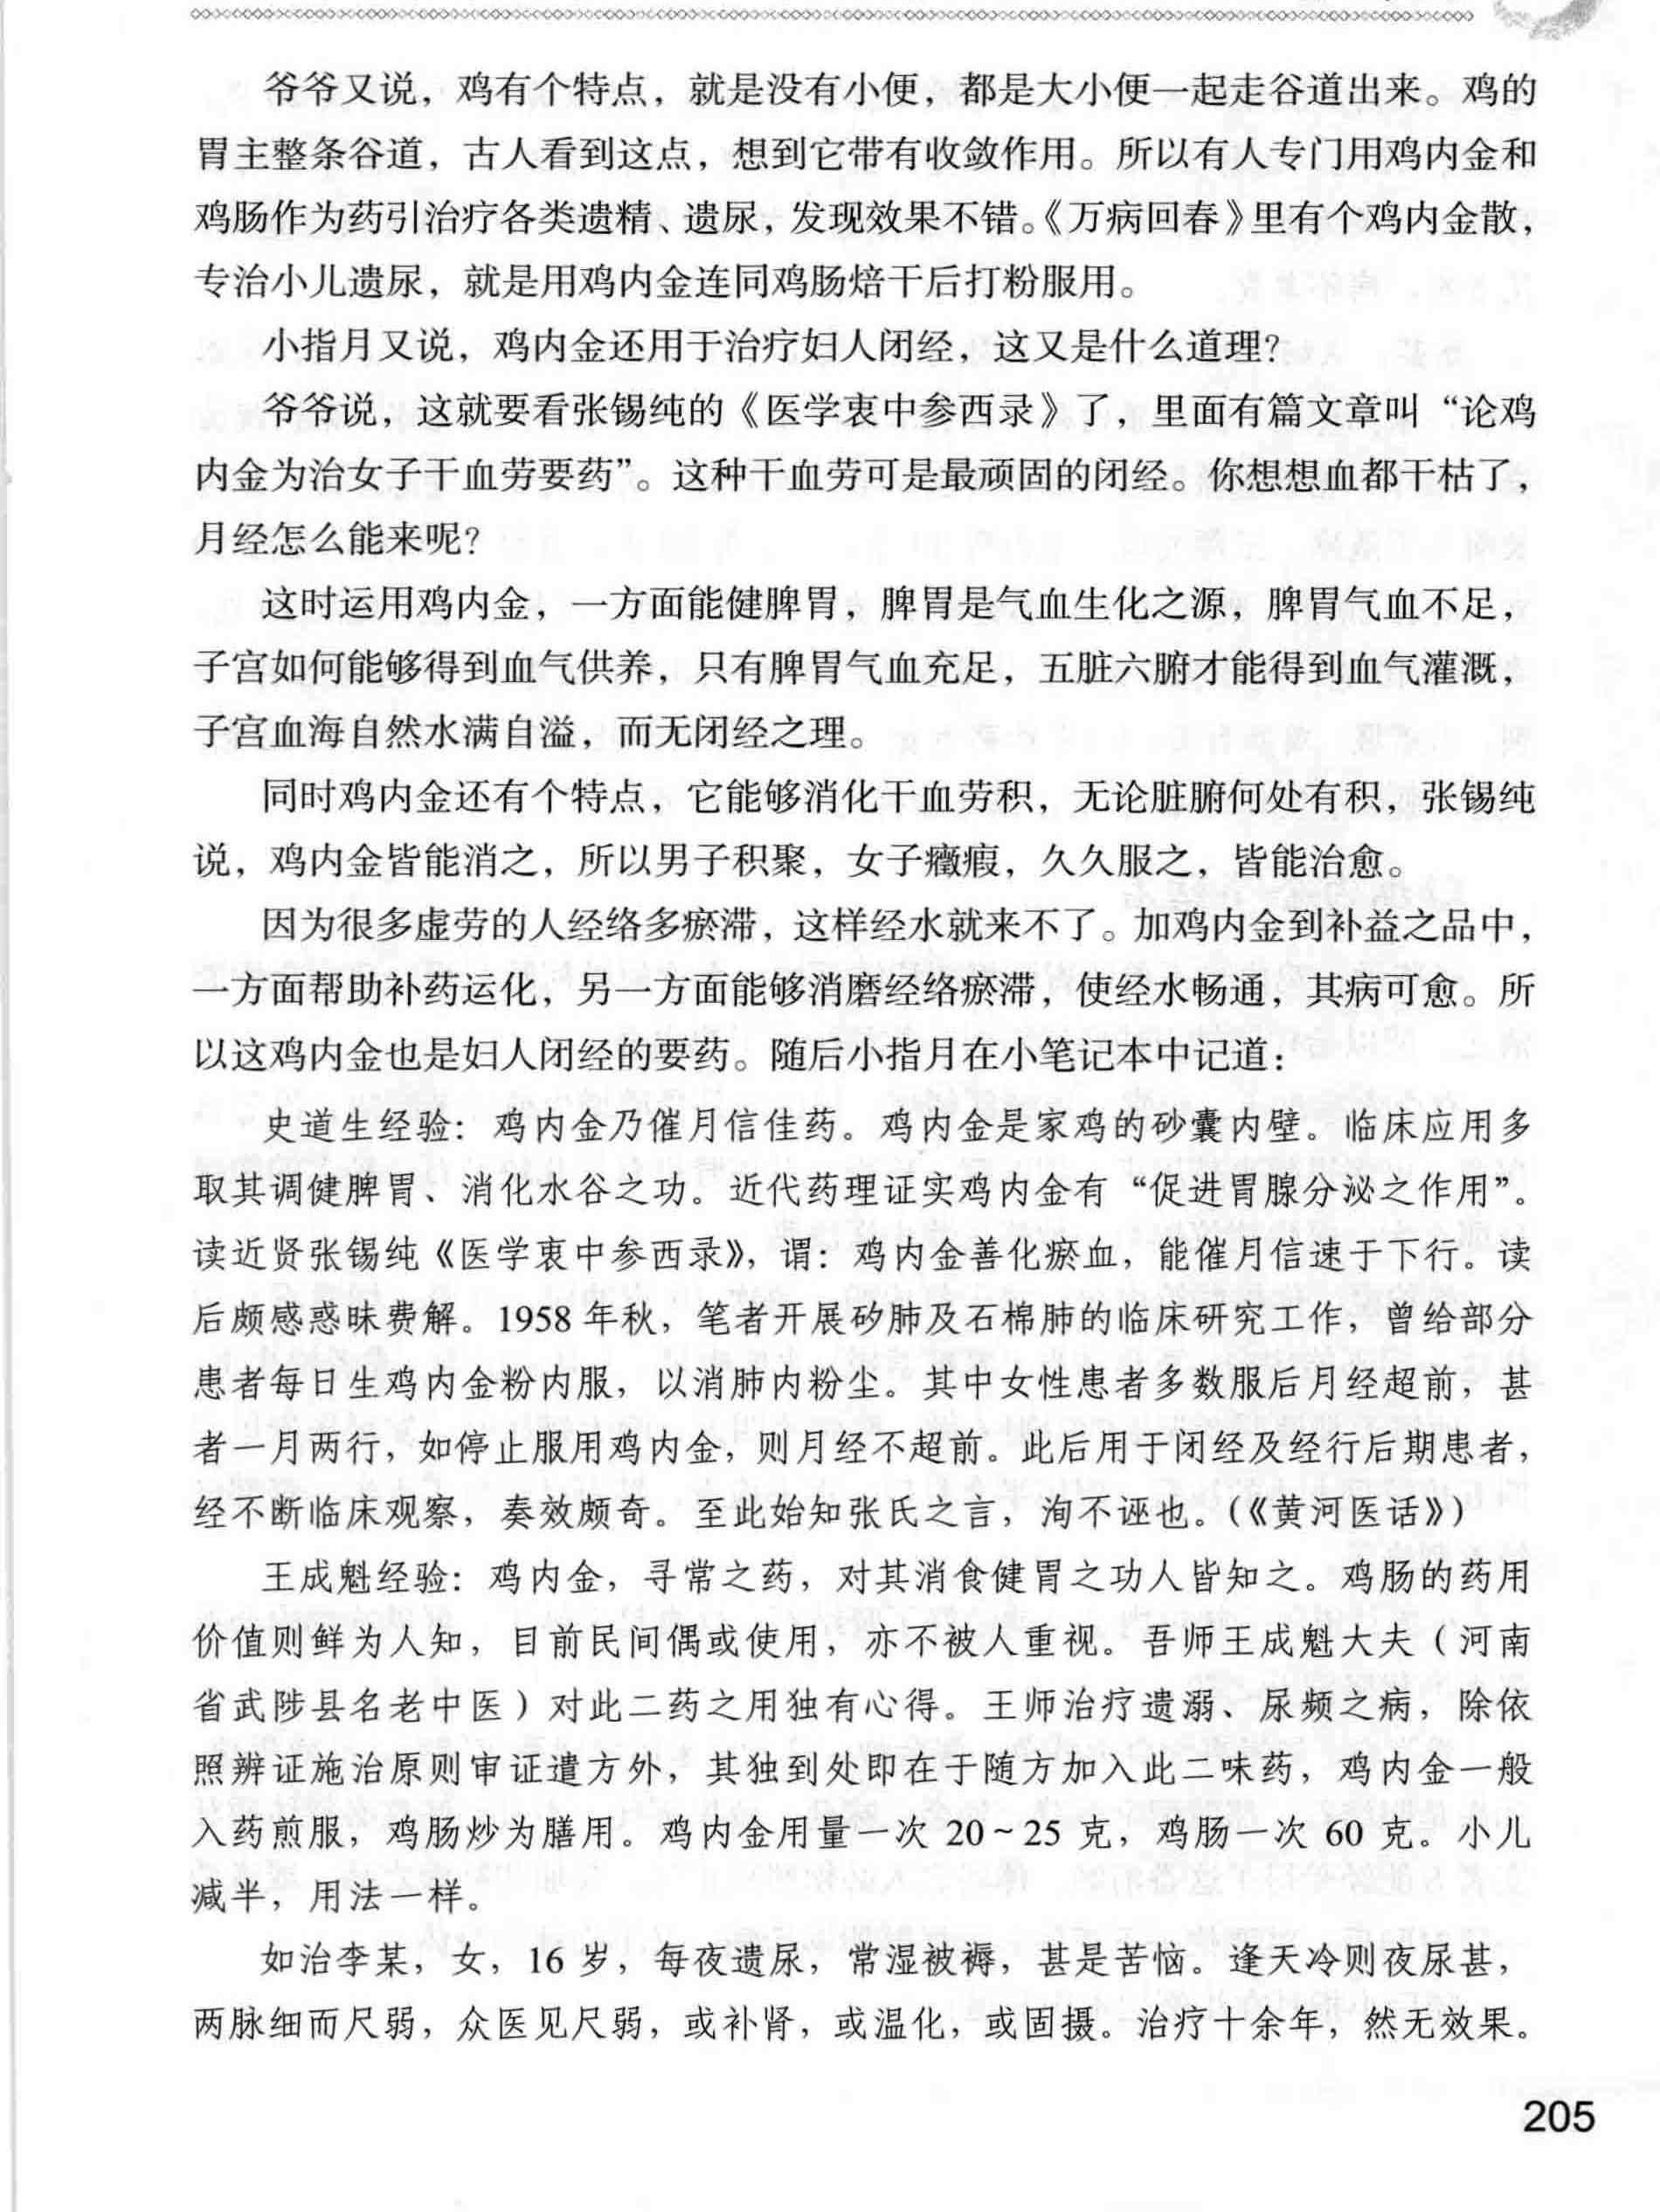 爷爷又说，鸡有个特点，就是没有小便，都是大小便一起走谷道出来。鸡的
胃主整条谷道，古人看到这点，想到它带有收敛作用。所以有人专门用鸡内金和
鸡肠作为药引治疗各类遗精、遗尿，发现效果不错。《万病回春》里有个鸡内金散，
专治小儿遗尿，就是用鸡内金连同鸡肠焙干后打粉服用。
小指月又说，鸡内金还用于治疗妇人闭经，这又是什么道理？
爷爷说，这就要看张锡纯的《医学衷中参西录》了，里面有篇文章叫“论鸡
内金为治女子干血劳要药”。这种干血劳可是最顽固的闭经。你想想血都干枯了，
月经怎么能来呢？
这时运用鸡内金，一方面能健脾胃，脾胃是气血生化之源，脾胃气血不足，
子宫如何能够得到血气供养，只有脾胃气血充足，五脏六腑才能得到血气灌溉，
子宫血海自然水满自溢，而无闭经之理。
同时鸡内金还有个特点，它能够消化干血劳积，无论脏腑何处有积，张锡纯
说，鸡内金皆能消之，所以男子积聚，女子癥瘕，久久服之，皆能治愈。
因为很多虚劳的人经络多瘀滞，这样经水就来不了。加鸡内金到补益之品中，
一方面帮助补药运化，另一方面能够消磨经络瘀滞，使经水畅通，其病可愈。所
以这鸡内金也是妇人闭经的要药。随后小指月在小笔记本中记道：
史道生经验：鸡内金乃催月信佳药。鸡内金是家鸡的砂囊内壁。临床应用多
取其调健脾胃、消化水谷之功。近代药理证实鸡内金有“促进胃腺分泌之作用”。
读近贤张锡纯《医学衷中参西录》，谓：鸡内金善化瘀血，能催月信速于下行。读
后颇感惑昧费解。1958 年秋，笔者开展矽肺及石棉肺的临床研究工作，曾给部分
患者每日生鸡内金粉内服，以消肺内粉尘。其中女性患者多数服后月经超前，甚
者一月两行，如停止服用鸡内金，则月经不超前。此后用于闭经及经行后期患者，
经不断临床观察，奏效颇奇。至此始知张氏之言，洵不诬也。（《黄河医话》）
王成魁经验：鸡内金，寻常之药，对其消食健胃之功人皆知之。鸡肠的药用
价值则鲜为人知，目前民间偶或使用，亦不被人重视。吾师王成魁大夫（河南
省武陟县名老中医）对此二药之用独有心得。王师治疗遗溺、尿频之病，除依
照辨证施治原则审证遣方外，其独到处即在于随方加入此二味药，鸡内金一般
入药煎服，鸡肠炒为膳用。鸡内金用量一次 20～25 克，鸡肠一次 60 克。小儿
减半，用法一样。
如治李某，女，16 岁，每夜遗尿，常湿被褥，甚是苦恼。逢天冷则夜尿甚，
两脉细而尺弱，众医见尺弱，或补肾，或温化，或固摄。治疗十余年，然无效果。
205